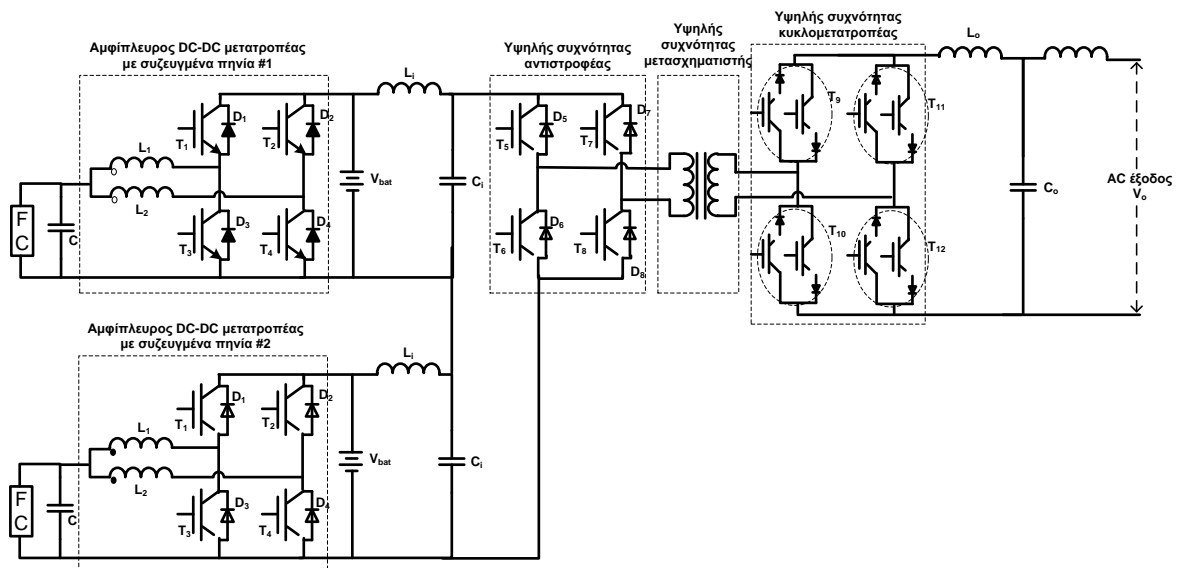 Αμφίπλευρος DC-DC μετατροπέας
με συζευγμένα πηνία #1
Υψηλής συχνότητας
αντιστροφέας
Υψηλής
συχνότητας
μετασχηματιστής
Υψηλής συχνότητας
κυκλομετατροπέας
Lo
Li
D1
D2
T1
T2
L1
L2
FC
C
D3
D4
T3
T4
Vbat
Ci
D5
D7
T5
T7
D6
T6
T8
D8
T9
T11
T10
T12
Co
AC έξοδος
Vo
Αμφίπλευρος DC-DC μετατροπέας
με συζευγμένα πηνία #2
Li
D1
D2
T1
T2
L1
L2
FC
C
D3
D4
T3
T4
Vbat
Ci